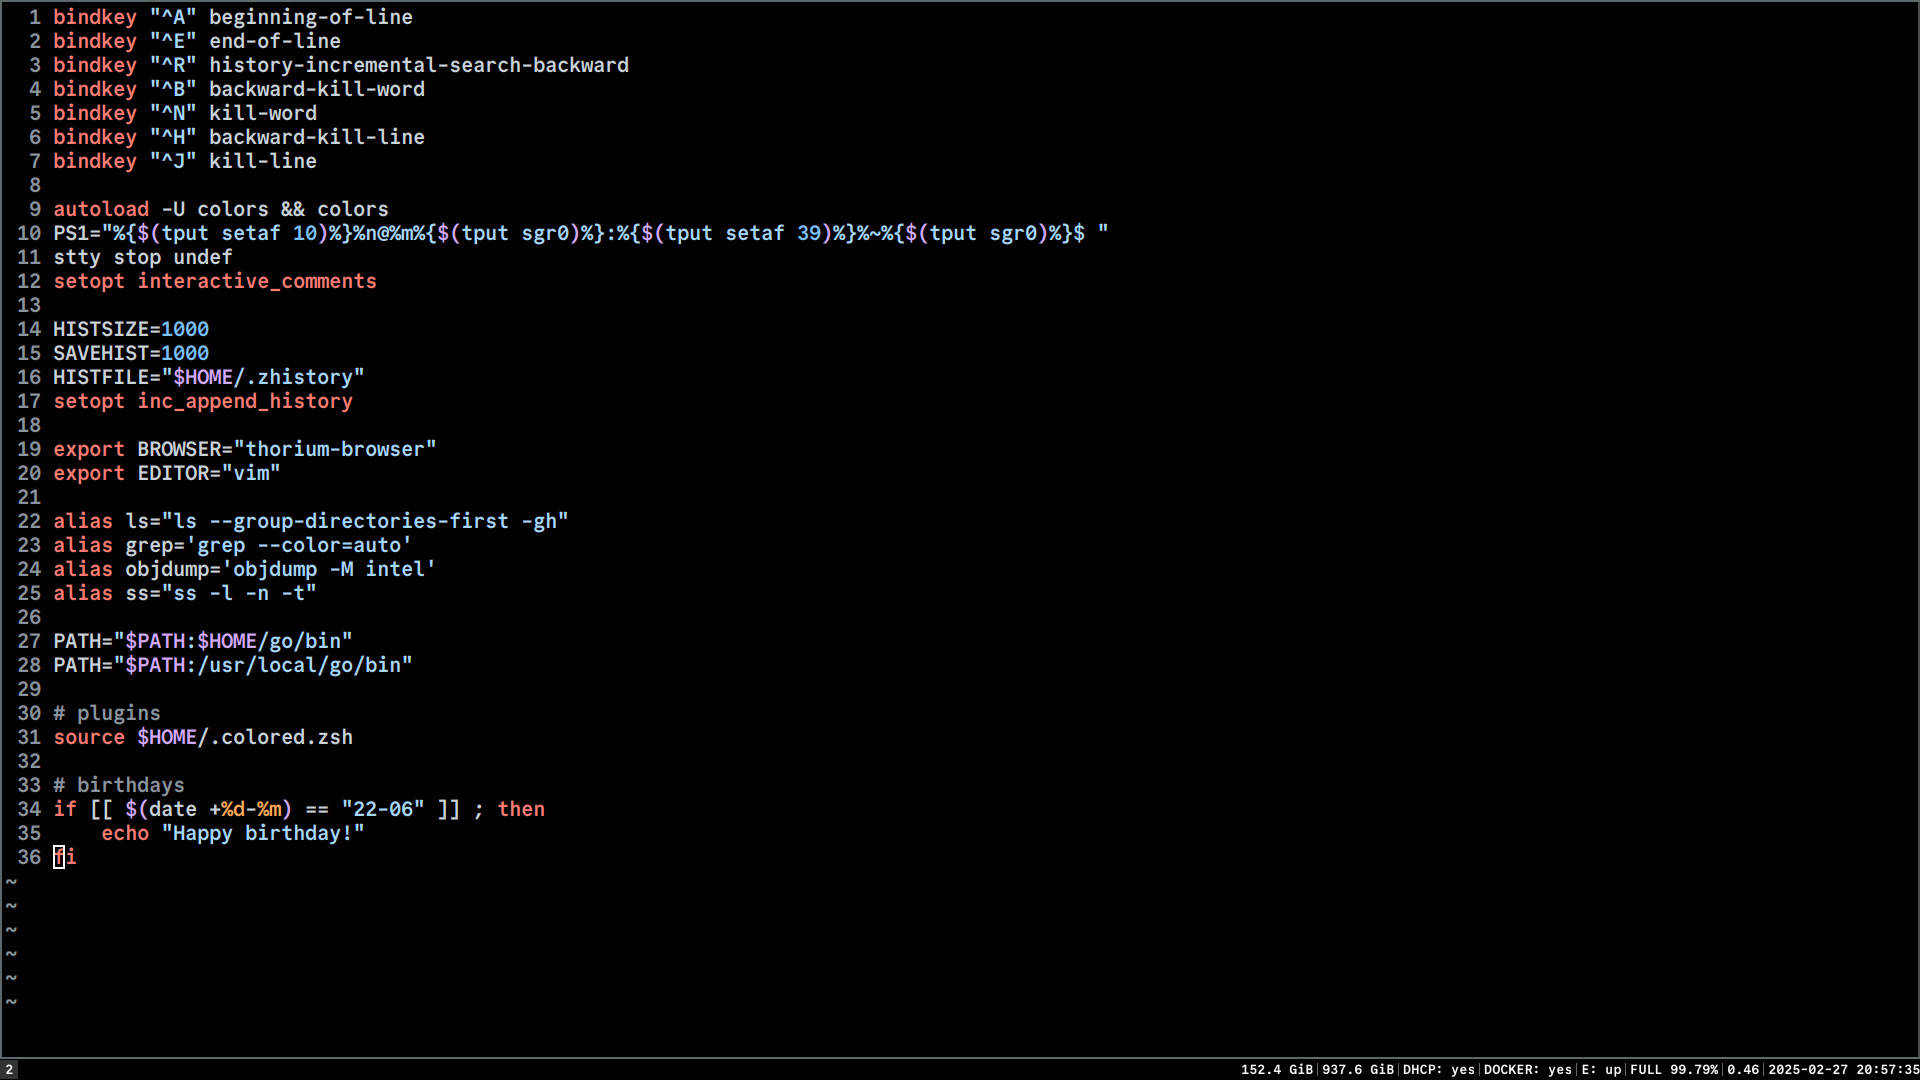 1 bindkey "^A" beginning-of-line
2 bindkey "^E" end-of-line
3 bindkey "^R" history-incremental-search-backward
4 bindkey "^B" backward-kill-word
5 bindkey "^N" kill-word
6 bindkey "^H" backward-kill-line
7 bindkey "^J" kill-line
8
9 autoload -U colors && colors
10 PS1="%{$(tput setaf 10)%}%n@%m%{$(tput sgr0)%}:%{$(tput setaf 39)%}%~%{$(tput sgr0)%}$ "
11 stty stop undef
12 setopt interactive_comments
13
14 HISTSIZE=1000
15 SAVEHIST=1000
16 HISTFILE="$HOME/.zhistory"
17 setopt inc_append_history
18
19 export BROWSER="thorium-browser"
20 export EDITOR="vim"
21
22 alias ls="ls --group-directories-first -gh"
23 alias grep='grep --color=auto'
24 alias objdump='objdump -M intel'
25 alias ss="ss -l -n -t"
26
27 PATH="$PATH:$HOME/go/bin"
28 PATH="$PATH:/usr/local/go/bin"
29
30 # plugins
31 source $HOME/.colored.zsh
32
33 # birthdays
34 if [[ $(date +%d-%m) == "22-06" ]] ; then
35     echo "Happy birthday!"
36 fi
~
~
~
~
~
~
2 152.4 GiB|937.6 GiB|DHCP: yes|DOCKER: yes|E: up|FULL 99.79%|0.46|2025-02-27 20:57:35